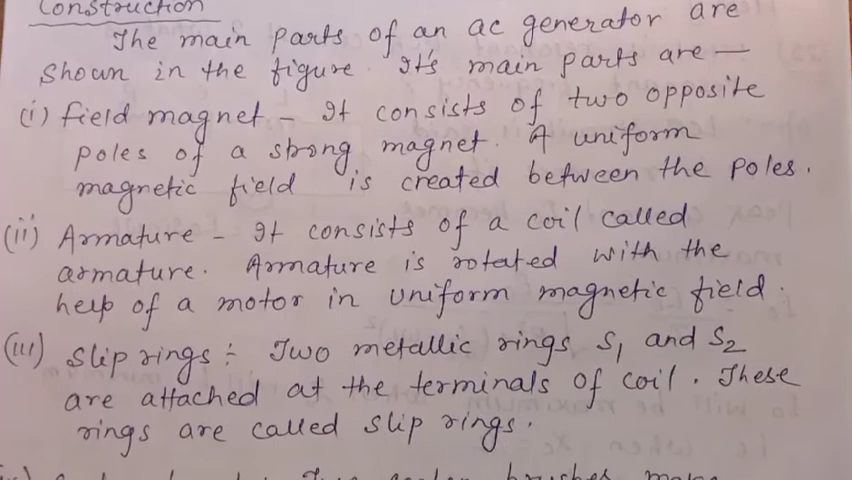 Construction
The main parts of an ac generator are
shown in the figure. It's main parts are —
(i) field magnet - It consists of two opposite
poles of a strong magnet. A uniform
magnetic field is created between the poles.
(ii) Armature - It consists of a coil called
armature. Armature is rotated with the
help of a motor in uniform magnetic field.
(iii) Slip rings ÷ Two metallic rings S₁ and S₂
are attached at the terminals of coil. These
rings are called slip rings.
Two carbon brushes make